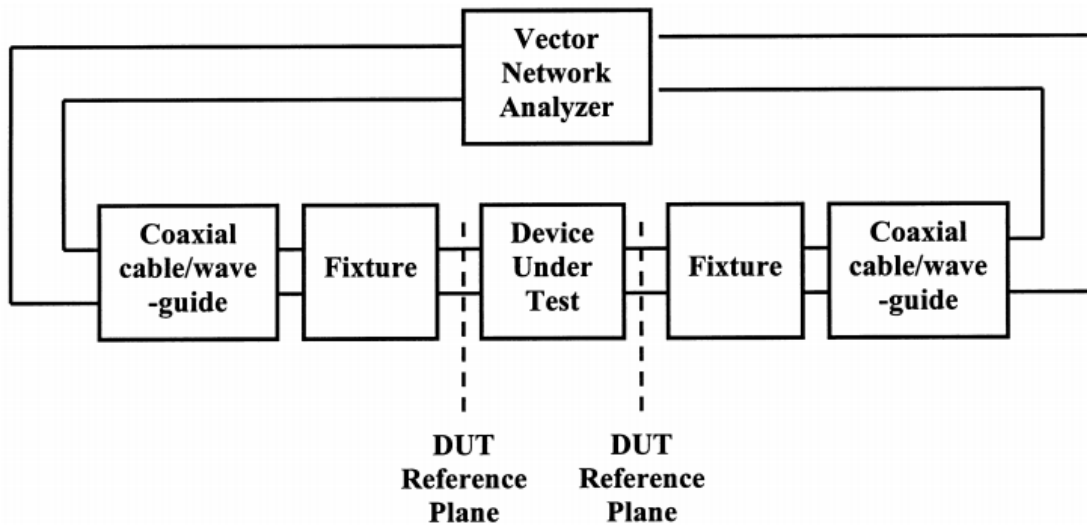 Vector
Network
Analyzer
Coaxial
cable/wave
-guide
Fixture
Device
Under
Test
Fixture
Coaxial
cable/wave
-guide
DUT
Reference
Plane
DUT
Reference
Plane